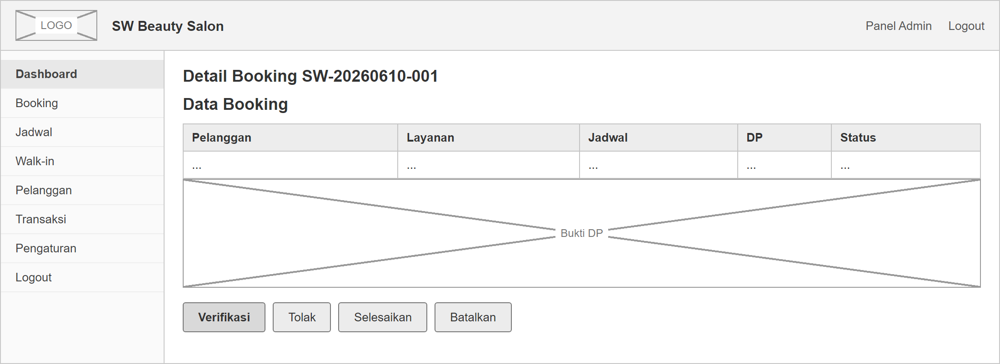 LOGO
SW Beauty Salon
Panel Admin
Logout
Dashboard
Booking
Jadwal
Walk-in
Pelanggan
Transaksi
Pengaturan
Logout
Detail Booking SW-20260610-001
Data Booking
Pelanggan Layanan Jadwal DP Status
... ... ... ... ...
Bukti DP
Verifikasi Tolak Selesaikan Batalkan